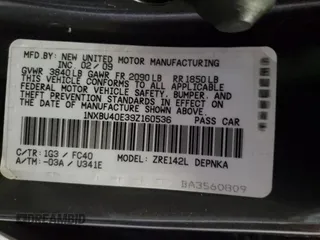 MFD. BY: NEW UNITED MOTOR MANUFACTURING
INC 02/09
GVWR 3840LB GAWR FR 2090LB RR1850LB
THIS VEHICLE CONFORMS TO ALL APPLICABLE
FEDERAL MOTOR VEHICLE SAFETY, BUMPER, AND
THEFT PREVENTION STANDARDS IN EFFECT ON THE
DATE OF MANUFACTURE SHOWN ABOVE.
1NXBU40E39Z160536 PASS. CAR
C/TR: 1G3 / FC40 MODEL: ZRE142L DEPNKA
A/TM: -03A / U341E
BA3560B09
DREAMBID